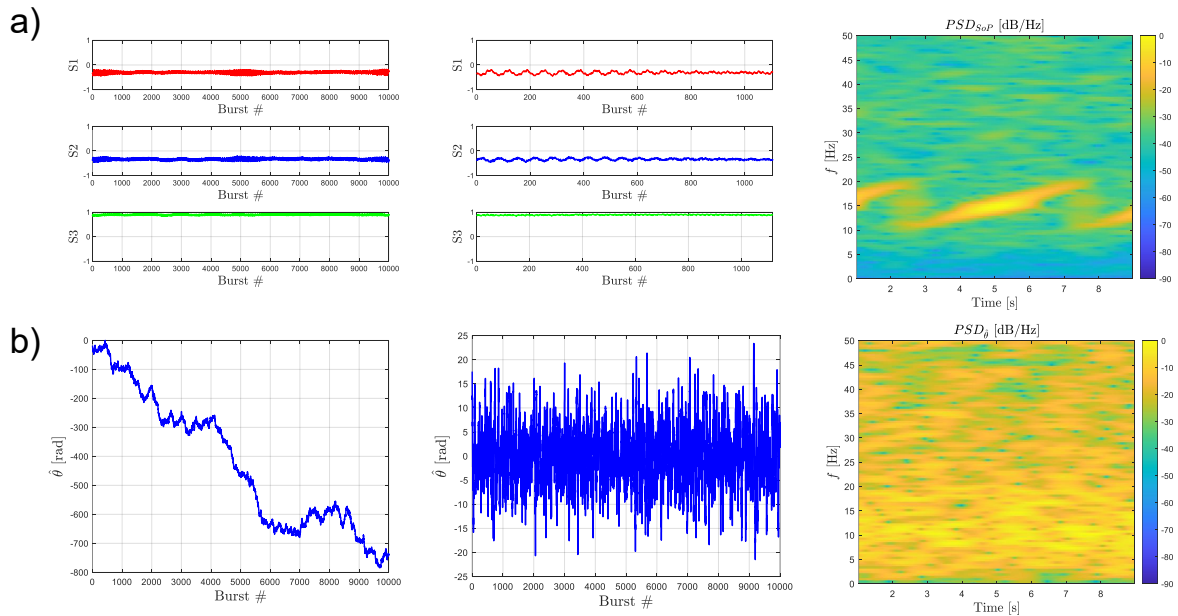 a)
S1
1
0
-1
0 1000 2000 3000 4000 5000 6000 7000 8000 9000 10000
Burst #
S2
1
0
-1
0 1000 2000 3000 4000 5000 6000 7000 8000 9000 10000
Burst #
S3
1
0
-1
0 1000 2000 3000 4000 5000 6000 7000 8000 9000 10000
Burst #
S1
1
0
-1
0 200 400 600 800 1000
Burst #
S2
1
0
-1
0 200 400 600 800 1000
Burst #
S3
1
0
-1
0 200 400 600 800 1000
Burst #
PSD_{SoP} [dB/Hz]
f [Hz]
50
45
40
35
30
25
20
15
10
5
0
2 3 4 5 6 7 8
Time [s]
0
-10
-20
-30
-40
-50
-60
-70
-80
-90
b)
θ̂ [rad]
0
-100
-200
-300
-400
-500
-600
-700
-800
0 1000 2000 3000 4000 5000 6000 7000 8000 9000 10000
Burst #
θ̂ [rad]
25
20
15
10
5
0
-5
-10
-15
-20
-25
1000 2000 3000 4000 5000 6000 7000 8000 9000 10000
Burst #
PSD_{θ̂} [dB/Hz]
f [Hz]
50
45
40
35
30
25
20
15
10
5
0
2 3 4 5 6 7 8
Time [s]
0
-10
-20
-30
-40
-50
-60
-70
-80
-90